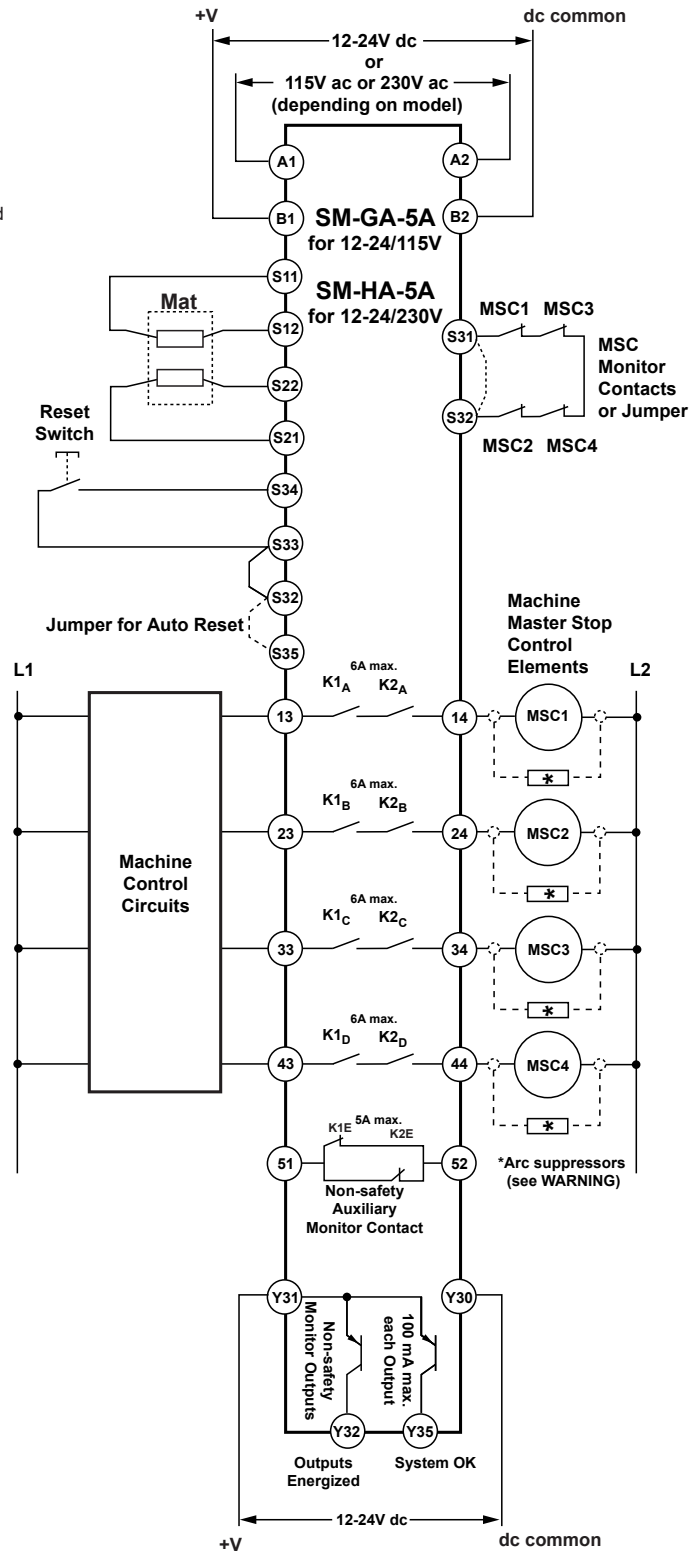 +V
dc common
12-24V dc
or
115V ac or 230V ac
(depending on model)
A1
A2
B1
B2
d
SM-GA-5A
for 12-24/115V
S11
SM-HA-5A
for 12-24/230V
Mat
S12
S22
S21
MSC1 MSC3
S31
MSC
Monitor
Contacts
or Jumper
S32
MSC2 MSC4
Reset
Switch
S34
S33
S32
Jumper for Auto Reset
S35
Machine
Master Stop
Control
Elements
L1
L2
Machine
Control
Circuits
6A max.
K1A K2A
13
14
MSC1
*
6A max.
K1B K2B
23
24
MSC2
*
6A max.
K1C K2C
33
34
MSC3
*
6A max.
K1D K2D
43
44
MSC4
*
5A max.
K1E K2E
51
52
Non-safety
Auxiliary
Monitor Contact
*Arc suppressors
(see WARNING)
Y31
Y30
Non-safety
Monitor Outputs
100 mA max.
each Output
Y32
Y35
Outputs
Energized
System OK
12-24V dc
+V
dc common